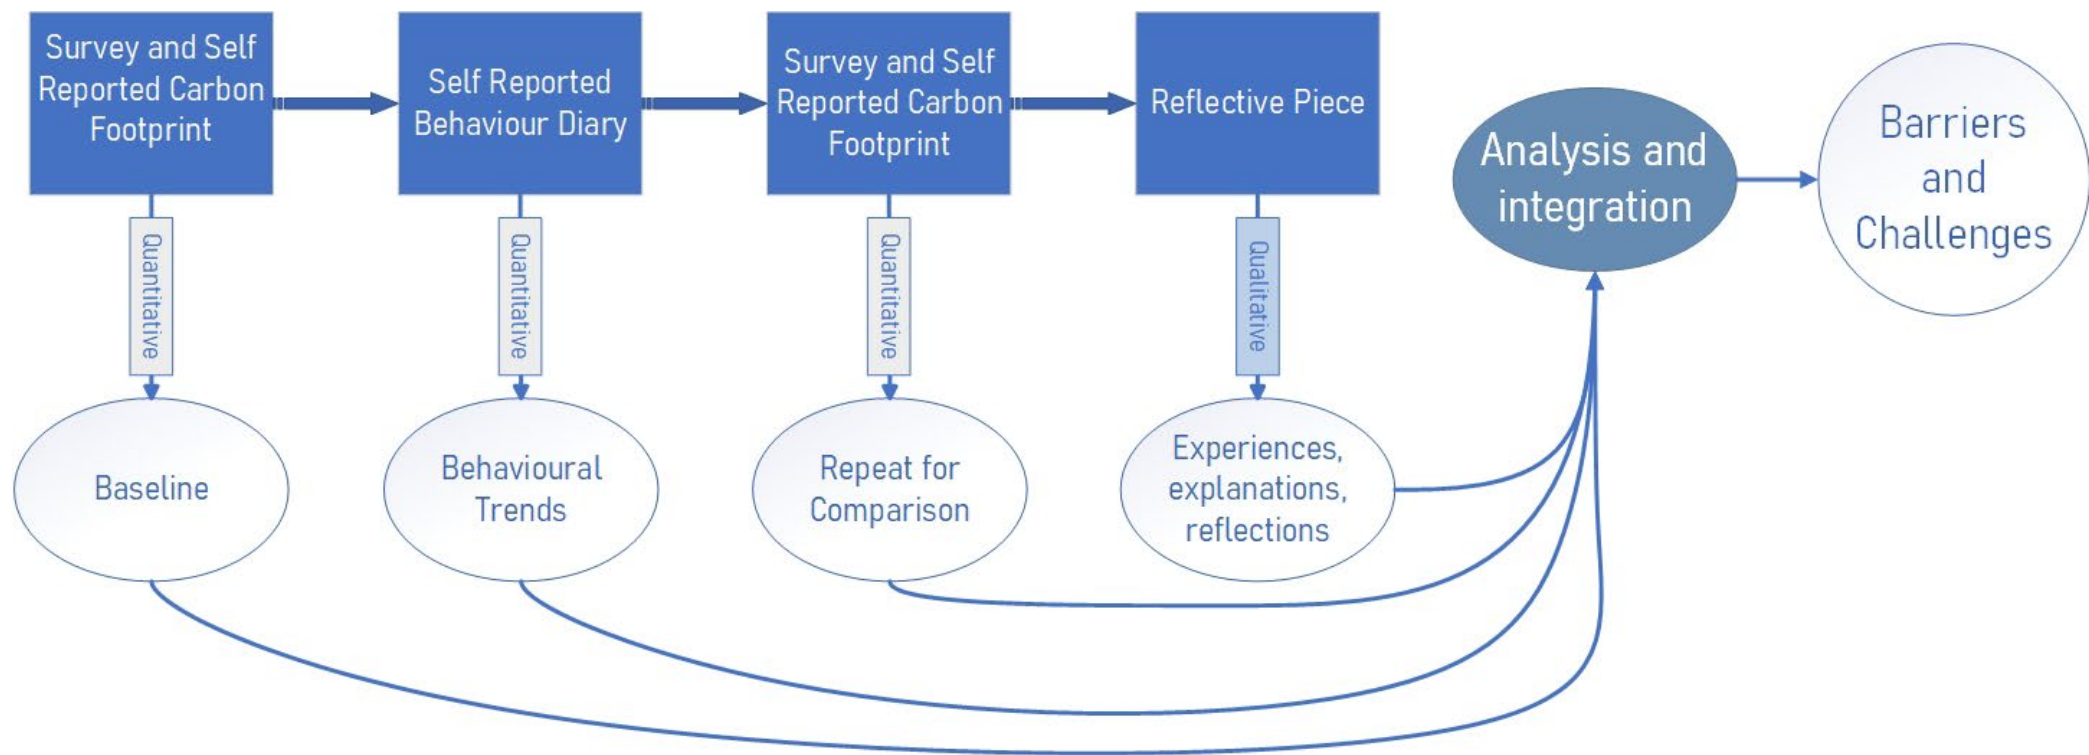 Survey and Self
Reported Carbon
Footprint
Self Reported
Behaviour Diary
Survey and Self
Reported Carbon
Footprint
Reflective Piece
Analysis and
integration
Barriers
and
Challenges
Quantitative
Quantitative
Quantitative
Qualitative
Baseline
Behavioural
Trends
Repeat for
Comparison
Experiences,
explanations,
reflections